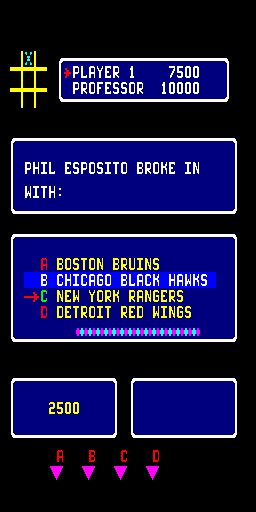 X
PLAYER 1 7500
PROFESSOR 10000
PHIL ESPOSITO BROKE IN
WITH:
A BOSTON BRUINS
B CHICAGO BLACK HAWKS
C NEW YORK RANGERS
D DETROIT RED WINGS
2500
A B C D